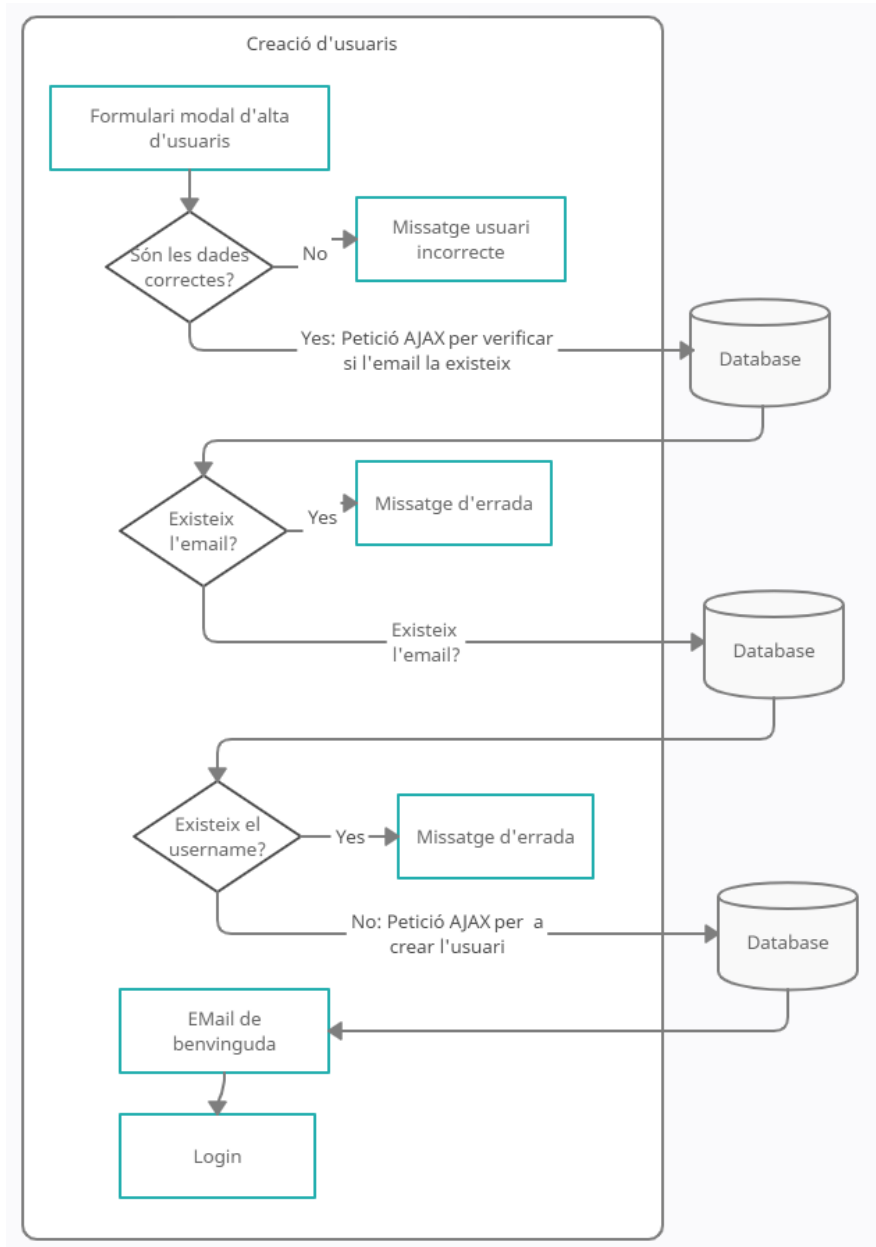 Creació d'usuaris
Formulari modal d'alta
d'usuaris
Són les dades
correctes?
No
Missatge usuari
incorrecte
Yes: Petició AJAX per verificar
si l'email la existeix
Database
Existeix
l'email?
Yes
Missatge d'errada
Existeix
l'email?
Database
Existeix el
username?
Yes
Missatge d'errada
No: Petició AJAX per  a
crear l'usuari
Database
EMail de
benvinguda
Login